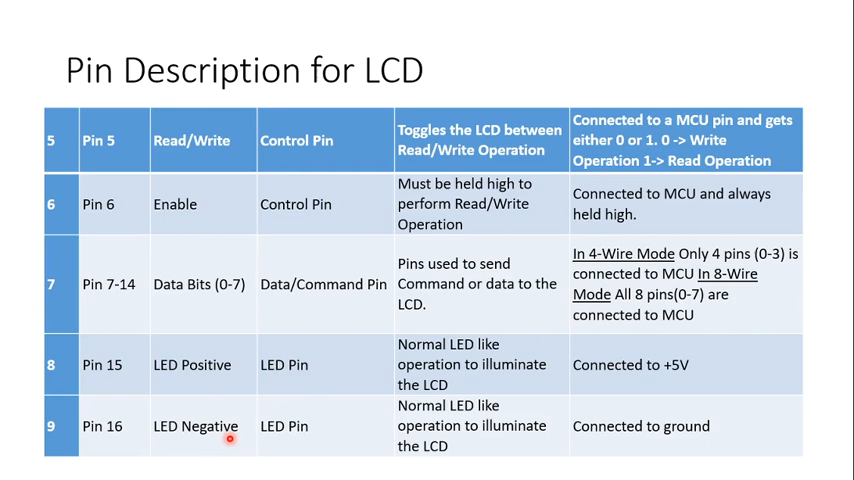 Pin Description for LCD
5
Pin 5
Read/Write
Control Pin
Toggles the LCD between
Read/Write Operation
Connected to a MCU pin and gets
either 0 or 1. 0 -> Write
Operation 1-> Read Operation
6
Pin 6
Enable
Control Pin
Must be held high to
perform Read/Write
Operation
Connected to MCU and always
held high.
7
Pin 7-14
Data Bits (0-7)
Data/Command Pin
Pins used to send
Command or data to the
LCD.
In 4-Wire Mode Only 4 pins (0-3) is
connected to MCU In 8-Wire
Mode All 8 pins(0-7) are
connected to MCU
8
Pin 15
LED Positive
LED Pin
Normal LED like
operation to illuminate
the LCD
Connected to +5V
9
Pin 16
LED Negative
LED Pin
Normal LED like
operation to illuminate
the LCD
Connected to ground